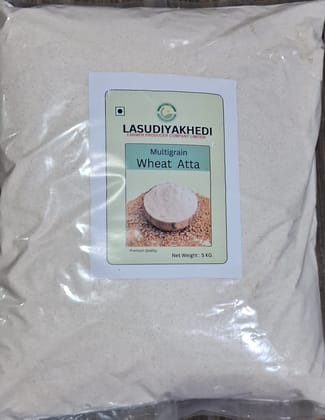 LASUDIYAKHEDI
FARMER PRODUCER COMPANY LIMITED
Multigrain
Wheat Atta
Premium Quality
Net Weight : 5 KG